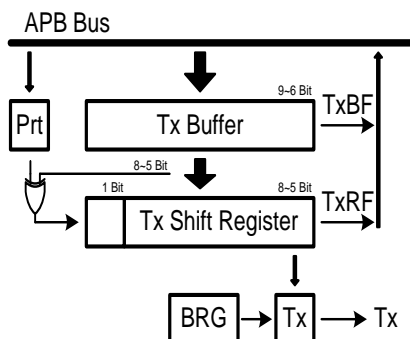 APB Bus
9~6 Bit
Prt
Tx Buffer
TxBF
8~5 Bit
1 Bit
8~5 Bit
Tx Shift Register
TxRF
BRG
Tx
Tx